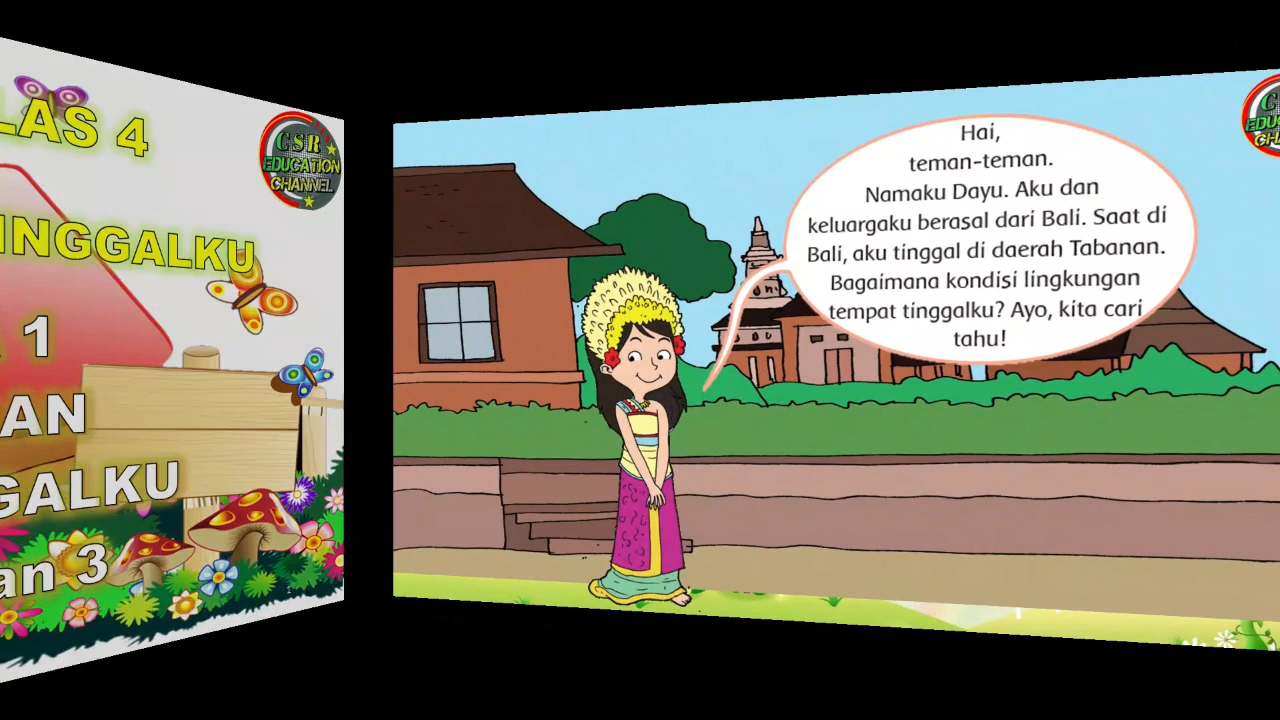 LAS 4
INGGALKU
1
AN
GALKU
an 3
CSR
EDUCATION
CHANNEL
Hai,
teman-teman.
Namaku Dayu. Aku dan
keluargaku berasal dari Bali. Saat di
Bali, aku tinggal di daerah Tabanan.
Bagaimana kondisi lingkungan
tempat tinggalku? Ayo, kita cari
tahu!